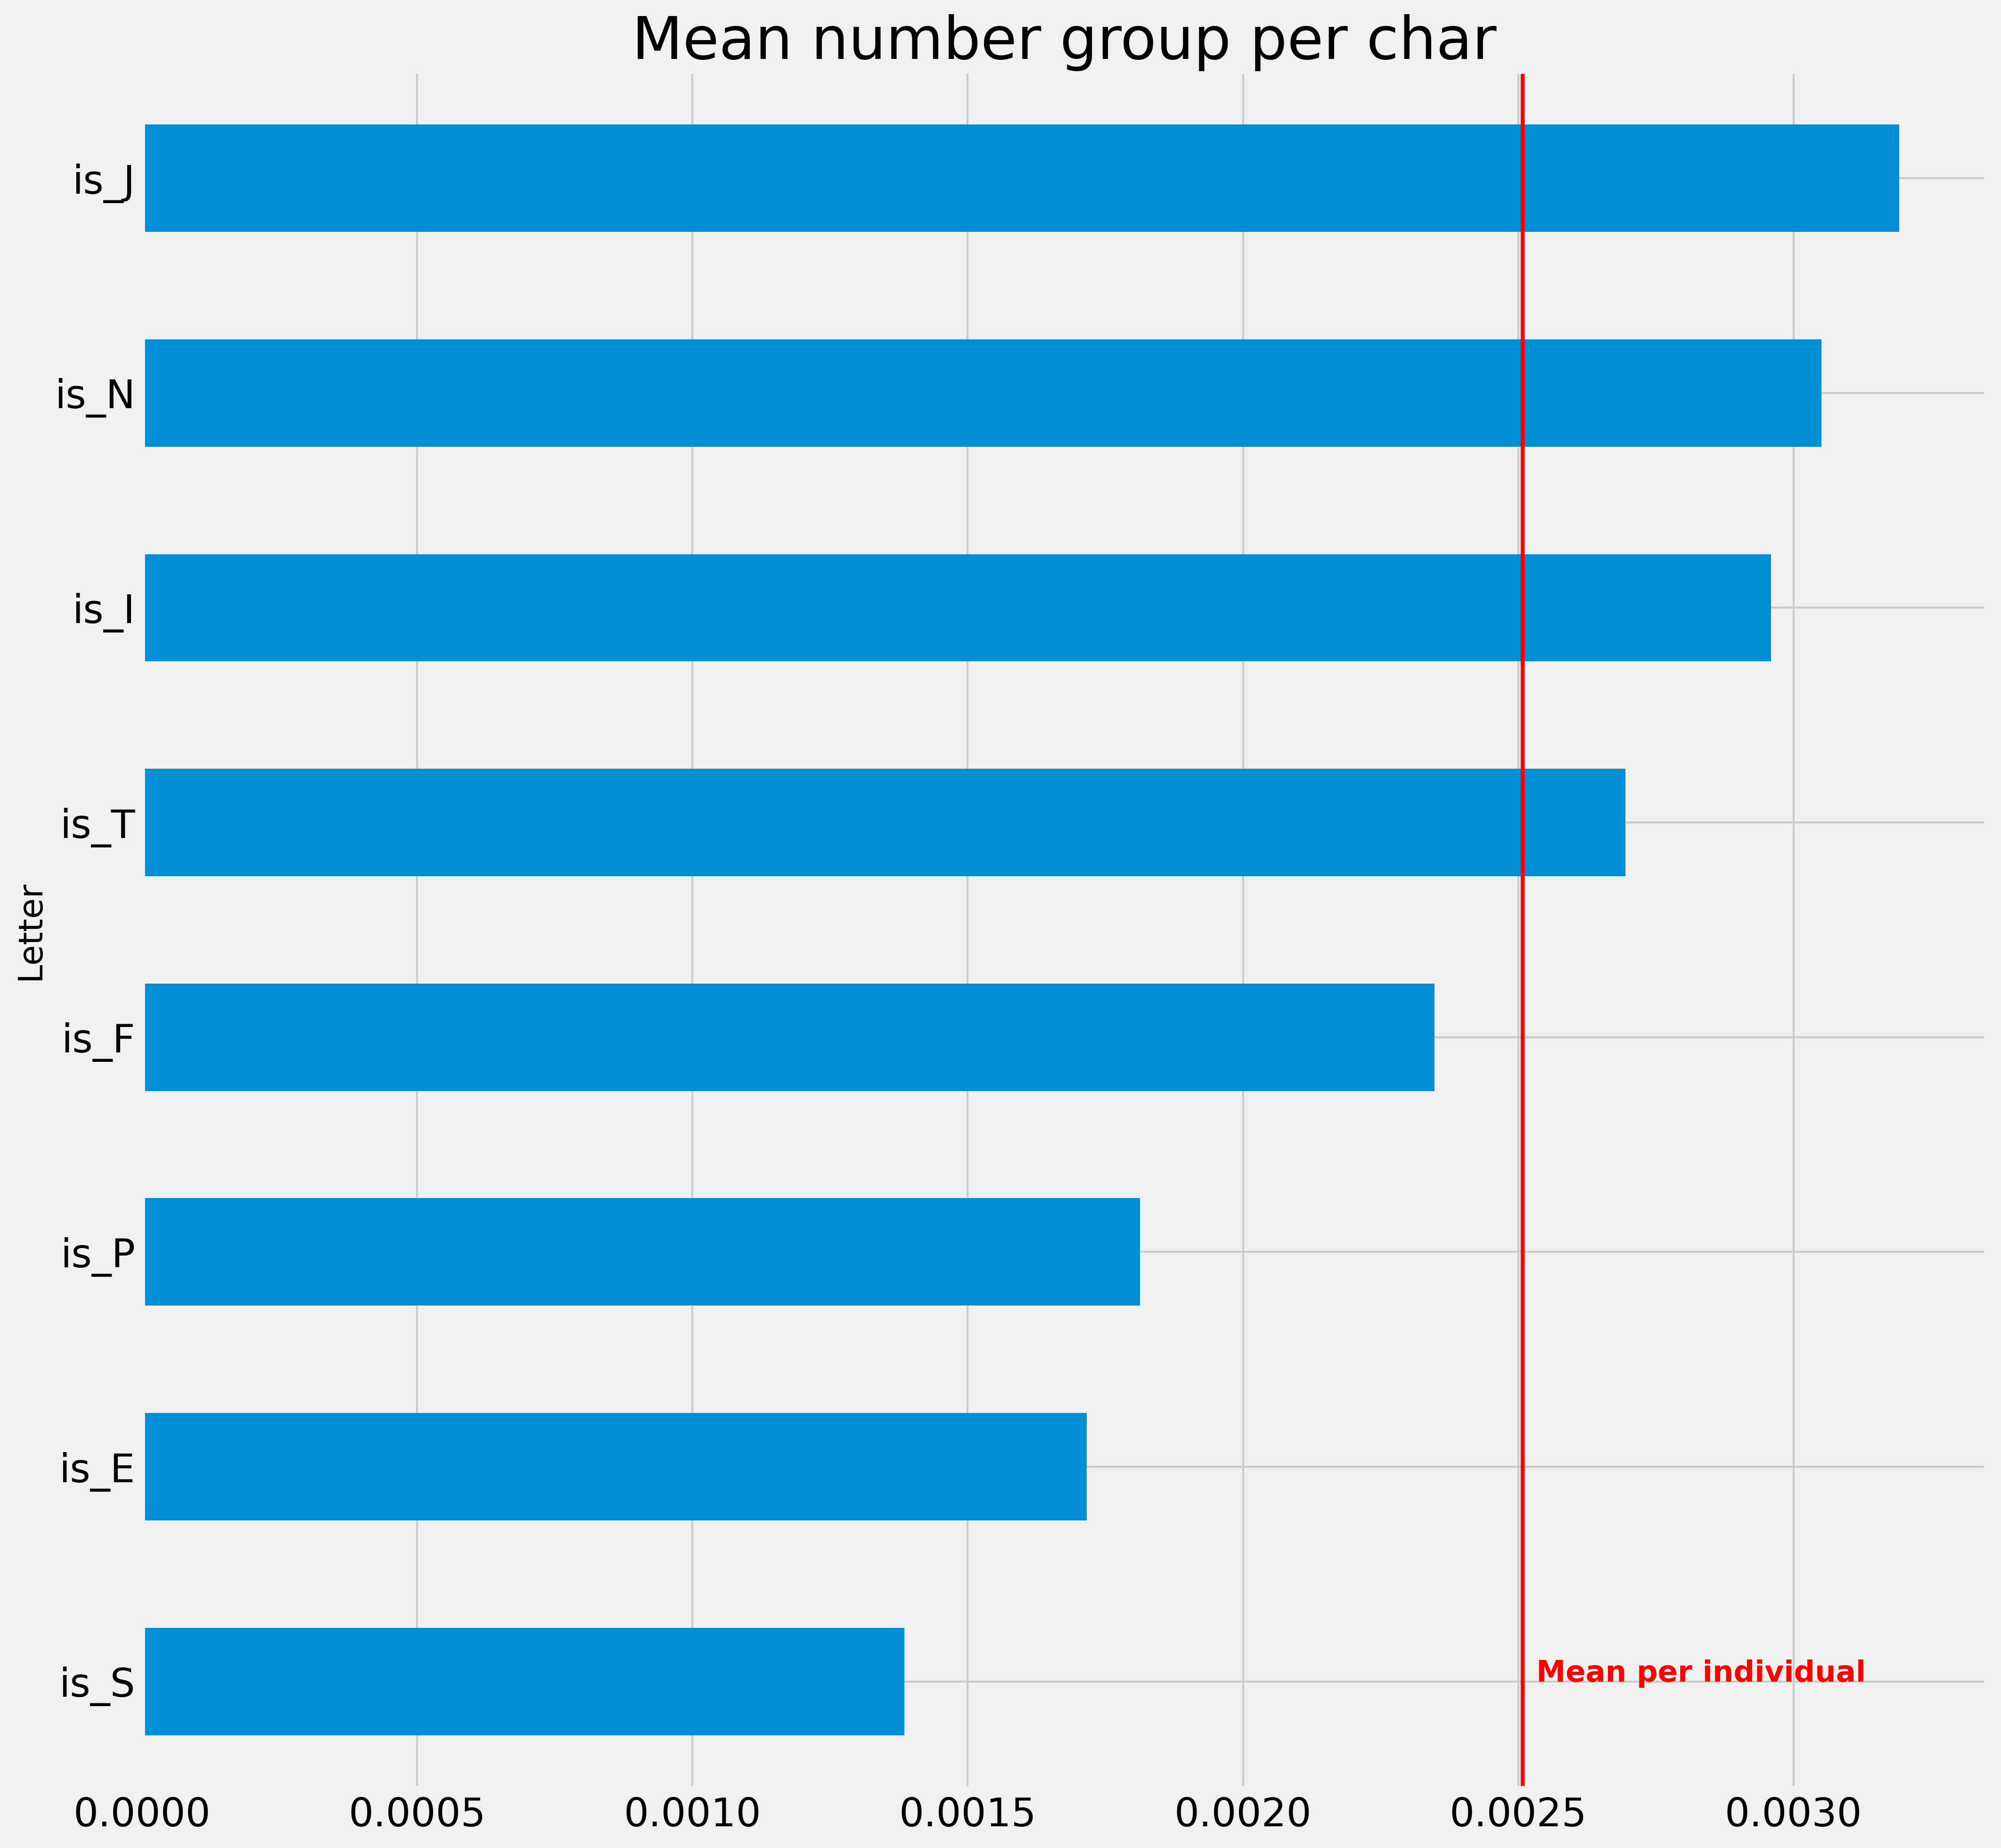 Mean number group per char
is_J
is_N
is_I
is_T
is_F
is_P
is_E
is_S
Letter
Mean per individual
0.0000 0.0005 0.0010 0.0015 0.0020 0.0025 0.0030